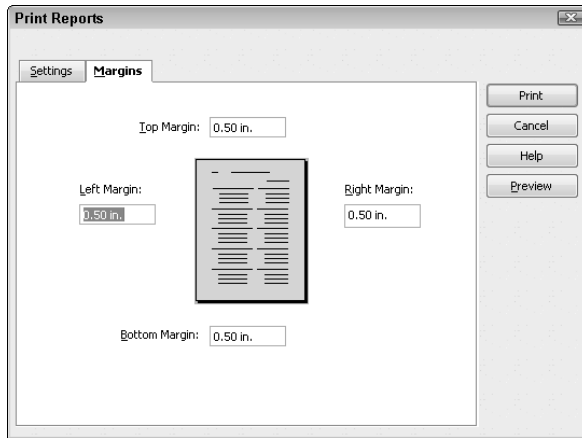 Print Reports
Settings
Margins
Print
Top Margin: 0.50 in.
Cancel
Help
Left Margin:
Right Margin:
Preview
0.50 in.
0.50 in.
Bottom Margin: 0.50 in.